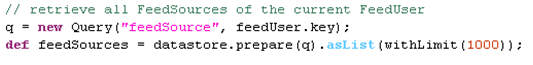 // retrieve all FeedSources of the current FeedUser
q = new Query("feedSource", feedUser.key);
def feedSources = datastore.prepare(q).asList(withLimit(1000));